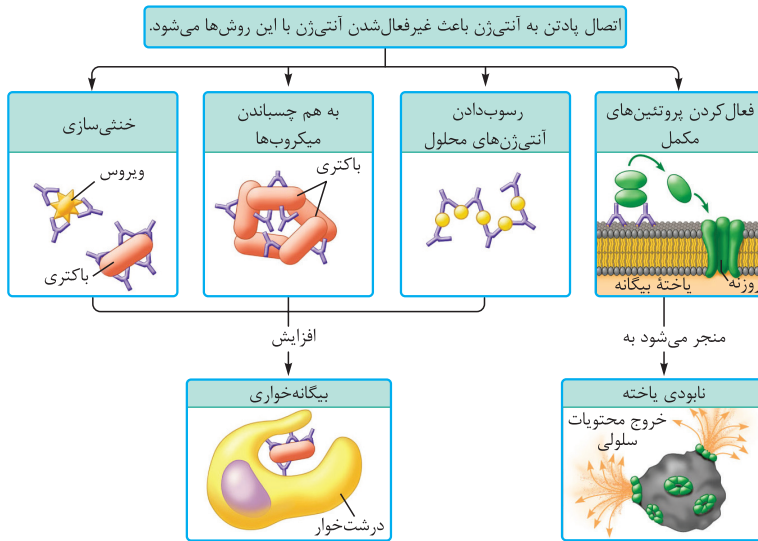 اتصال پادتن به آنتی‌ژن باعث غیرفعال‌شدن آنتی‌ژن با این روش‌ها می‌شود.
فعال‌کردن پروتئین‌های
مکمل
روزنه
یاختهٔ بیگانه
رسوب‌دادن
آنتی‌ژن‌های محلول
به هم چسباندن
میکروب‌ها
باکتری
خنثی‌سازی
ویروس
باکتری
منجر می‌شود به
افزایش
نابودی یاخته
خروج محتویات
سلولی
بیگانه‌خواری
درشت‌خوار